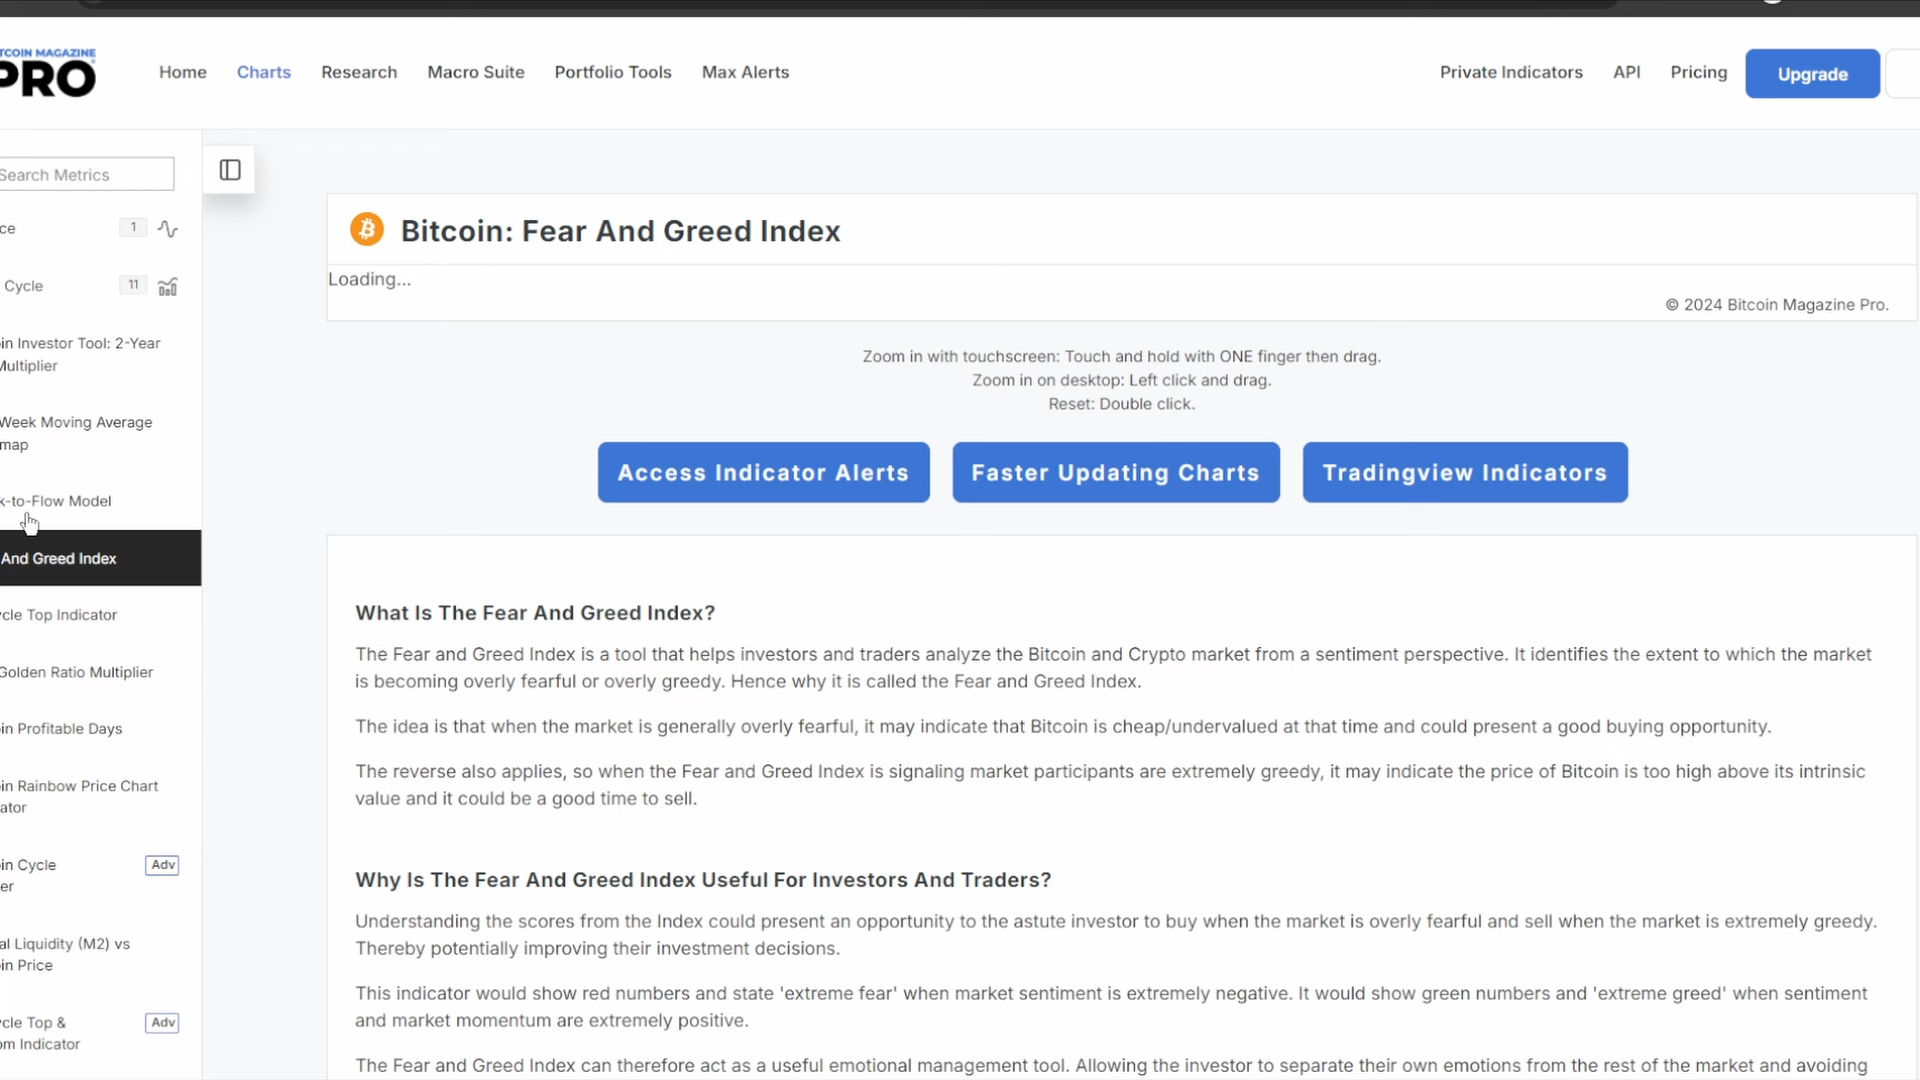 TCOIN MAGAZINE
PRO
Home
Charts
Research
Macro Suite
Portfolio Tools
Max Alerts
Private Indicators
API
Pricing
Upgrade
Search Metrics
ce
1
Cycle
11
in Investor Tool: 2-Year
Multiplier
Week Moving Average
map
k-to-Flow Model
And Greed Index
cle Top Indicator
Golden Ratio Multiplier
in Profitable Days
in Rainbow Price Chart
ator
in Cycle
er
Adv
al Liquidity (M2) vs
in Price
cle Top &
om Indicator
Adv
Bitcoin: Fear And Greed Index
Loading...
© 2024 Bitcoin Magazine Pro.
Zoom in with touchscreen: Touch and hold with ONE finger then drag.
Zoom in on desktop: Left click and drag.
Reset: Double click.
Access Indicator Alerts
Faster Updating Charts
Tradingview Indicators
What Is The Fear And Greed Index?
The Fear and Greed Index is a tool that helps investors and traders analyze the Bitcoin and Crypto market from a sentiment perspective. It identifies the extent to which the market
is becoming overly fearful or overly greedy. Hence why it is called the Fear and Greed Index.
The idea is that when the market is generally overly fearful, it may indicate that Bitcoin is cheap/undervalued at that time and could present a good buying opportunity.
The reverse also applies, so when the Fear and Greed Index is signaling market participants are extremely greedy, it may indicate the price of Bitcoin is too high above its intrinsic
value and it could be a good time to sell.
Why Is The Fear And Greed Index Useful For Investors And Traders?
Understanding the scores from the Index could present an opportunity to the astute investor to buy when the market is overly fearful and sell when the market is extremely greedy.
Thereby potentially improving their investment decisions.
This indicator would show red numbers and state 'extreme fear' when market sentiment is extremely negative. It would show green numbers and 'extreme greed' when sentiment
and market momentum are extremely positive.
The Fear and Greed Index can therefore act as a useful emotional management tool. Allowing the investor to separate their own emotions from the rest of the market and avoiding